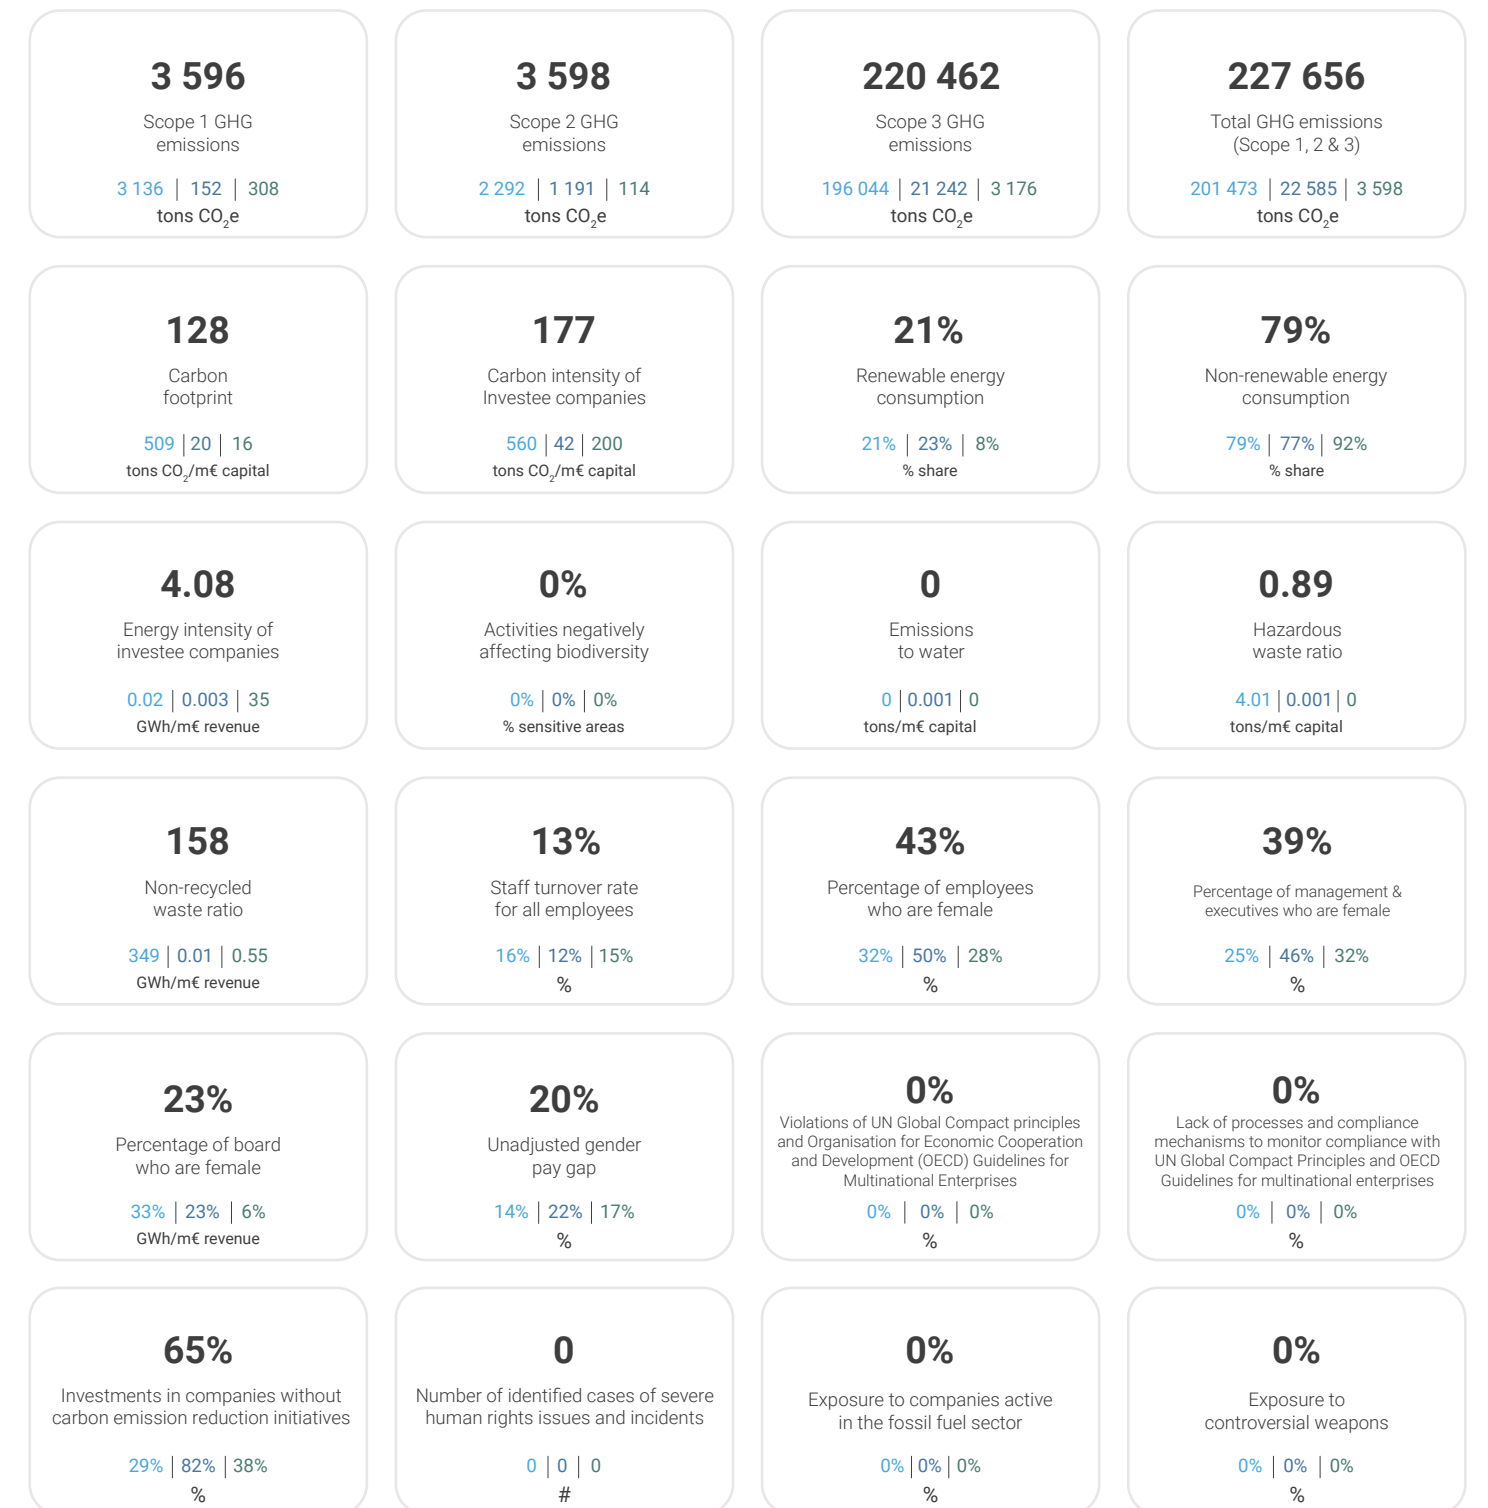 3 596
Scope 1 GHG
emissions
3 136 | 152 | 308
tons CO2e
3 598
Scope 2 GHG
emissions
2 292 | 1 191 | 114
tons CO2e
220 462
Scope 3 GHG
emissions
196 044 | 21 242 | 3 176
tons CO2e
227 656
Total GHG emissions
(Scope 1, 2 & 3)
201 473 | 22 585 | 3 598
tons CO2e
128
Carbon
footprint
509 | 20 | 16
tons CO2/m€ capital
177
Carbon intensity of
Investee companies
560 | 42 | 200
tons CO2/m€ capital
21%
Renewable energy
consumption
21% | 23% | 8%
% share
79%
Non-renewable energy
consumption
79% | 77% | 92%
% share
4.08
Energy intensity of
investee companies
0.02 | 0.003 | 35
GWh/m€ revenue
0%
Activities negatively
affecting biodiversity
0% | 0% | 0%
% sensitive areas
0
Emissions
to water
0 | 0.001 | 0
tons/m€ capital
0.89
Hazardous
waste ratio
4.01 | 0.001 | 0
tons/m€ capital
158
Non-recycled
waste ratio
349 | 0.01 | 0.55
GWh/m€ revenue
13%
Staff turnover rate
for all employees
16% | 12% | 15%
%
43%
Percentage of employees
who are female
32% | 50% | 28%
%
39%
Percentage of management &
executives who are female
25% | 46% | 32%
%
23%
Percentage of board
who are female
33% | 23% | 6%
GWh/m€ revenue
20%
Unadjusted gender
pay gap
14% | 22% | 17%
%
0%
Violations of UN Global Compact principles
and Organisation for Economic Cooperation
and Development (OECD) Guidelines for
Multinational Enterprises
0% | 0% | 0%
%
0%
Lack of processes and compliance
mechanisms to monitor compliance with
UN Global Compact Principles and OECD
Guidelines for multinational enterprises
0% | 0% | 0%
%
65%
Investments in companies without
carbon emission reduction initiatives
29% | 82% | 38%
%
0
Number of identified cases of severe
human rights issues and incidents
0 | 0 | 0
#
0%
Exposure to companies active
in the fossil fuel sector
0% | 0% | 0%
%
0%
Exposure to
controversial weapons
0% | 0% | 0%
%